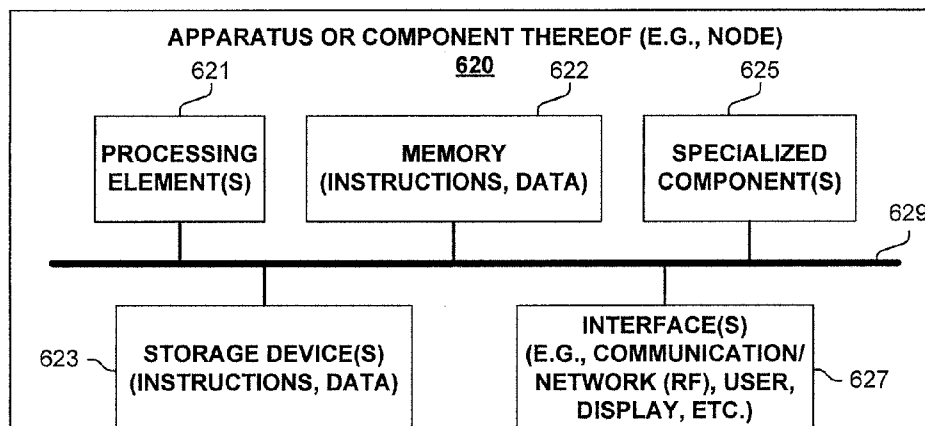 APPARATUS OR COMPONENT THEREOF (E.G., NODE)
620
621
622
625
PROCESSING
ELEMENT(S)
MEMORY
(INSTRUCTIONS, DATA)
SPECIALIZED
COMPONENT(S)
629
623
STORAGE DEVICE(S)
(INSTRUCTIONS, DATA)
INTERFACE(S)
(E.G., COMMUNICATION/
NETWORK (RF), USER,
DISPLAY, ETC.)
627